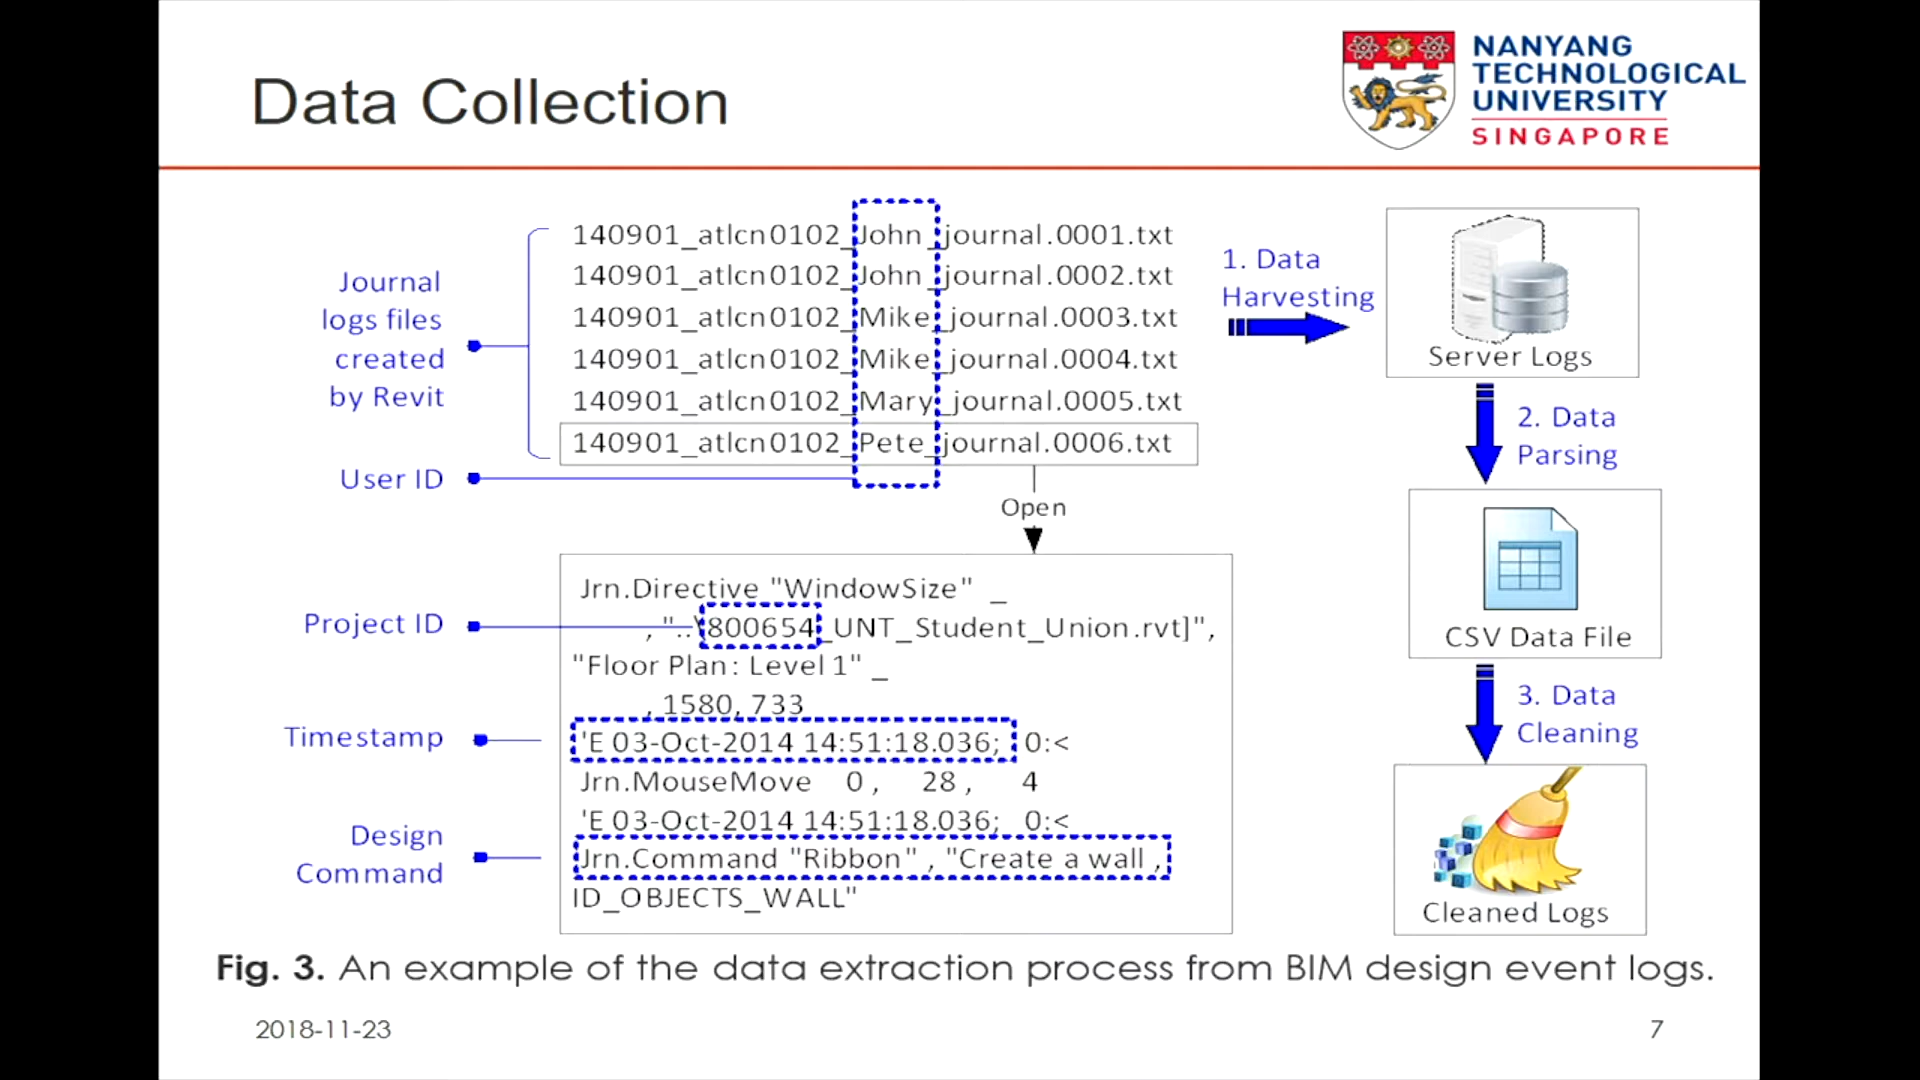 Data Collection
NANYANG
TECHNOLOGICAL
UNIVERSITY
SINGAPORE
Journal
logs files
created
by Revit
140901_atlcn0102_John_journal.0001.txt
140901_atlcn0102_John_journal.0002.txt
140901_atlcn0102_Mike_journal.0003.txt
140901_atlcn0102_Mike_journal.0004.txt
140901_atlcn0102_Mary_journal.0005.txt
140901_atlcn0102_Pete_journal.0006.txt
User ID
Open
Project ID
Timestamp
Design
Command
Jrn.Directive "WindowSize" _
, "..\800654_UNT_Student_Union.rvt]",
"Floor Plan: Level 1" _
, 1580, 733
'E 03-Oct-2014 14:51:18.036; 0:<
Jrn.MouseMove 0 , 28 , 4
'E 03-Oct-2014 14:51:18.036; 0:<
Jrn.Command "Ribbon" , "Create a wall ,
ID_OBJECTS_WALL"
1. Data
Harvesting
Server Logs
2. Data
Parsing
CSV Data File
3. Data
Cleaning
Cleaned Logs
Fig. 3. An example of the data extraction process from BIM design event logs.
2018-11-23
7